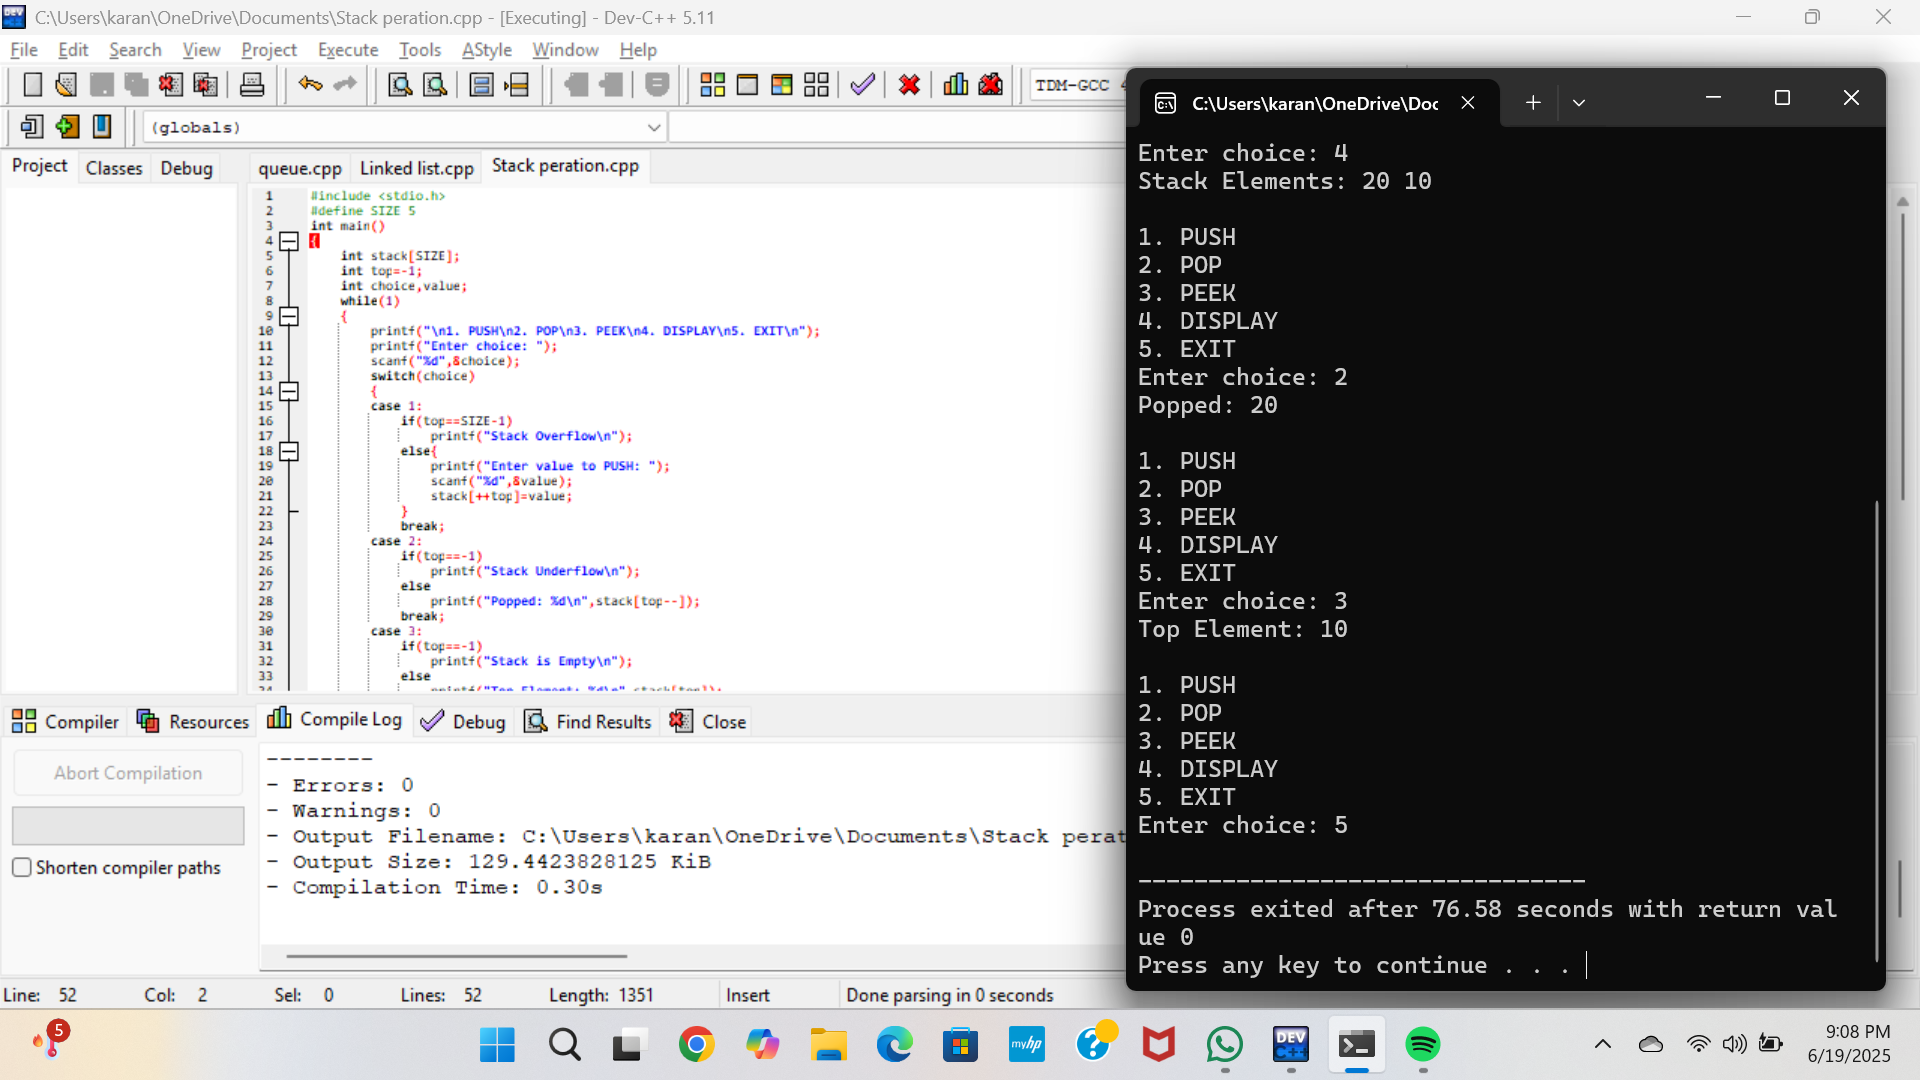 C:\Users\karan\OneDrive\Documents\Stack peration.cpp - [Executing] - Dev-C++ 5.11
File Edit Search View Project Execute Tools AStyle Window Help
TDM-GCC 4
(globals)
Project Classes Debug
queue.cpp Linked list.cpp Stack peration.cpp
1 #include <stdio.h>
2 #define SIZE 5
3 int main()
4 {
5 int stack[SIZE];
6 int top=-1;
7 int choice,value;
8 while(1)
9 {
10 printf("\n1. PUSH\n2. POP\n3. PEEK\n4. DISPLAY\n5. EXIT\n");
11 printf("Enter choice: ");
12 scanf("%d",&choice);
13 switch(choice)
14 {
15 case 1:
16 if(top==SIZE-1)
17 printf("Stack Overflow\n");
18 else{
19 printf("Enter value to PUSH: ");
20 scanf("%d",&value);
21 stack[++top]=value;
22 }
23 break;
24 case 2:
25 if(top==-1)
26 printf("Stack Underflow\n");
27 else
28 printf("Popped: %d\n",stack[top--]);
29 break;
30 case 3:
31 if(top==-1)
32 printf("Stack is Empty\n");
33 else
34 printf("Top Element: %d\n",stack[top]);
Compiler Resources Compile Log Debug Find Results Close
Abort Compilation
Shorten compiler paths
--------
- Errors: 0
- Warnings: 0
- Output Filename: C:\Users\karan\OneDrive\Documents\Stack perat
- Output Size: 129.4423828125 KiB
- Compilation Time: 0.30s
Line: 52 Col: 2 Sel: 0 Lines: 52 Length: 1351 Insert Done parsing in 0 seconds
C:\Users\karan\OneDrive\Doc
Enter choice: 4
Stack Elements: 20 10
1. PUSH
2. POP
3. PEEK
4. DISPLAY
5. EXIT
Enter choice: 2
Popped: 20
1. PUSH
2. POP
3. PEEK
4. DISPLAY
5. EXIT
Enter choice: 3
Top Element: 10
1. PUSH
2. POP
3. PEEK
4. DISPLAY
5. EXIT
Enter choice: 5
--------------------------------
Process exited after 76.58 seconds with return val
ue 0
Press any key to continue . . .
5
myhp
DEV
C++
9:08 PM
6/19/2025